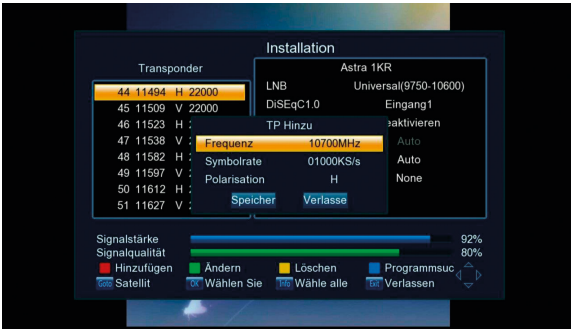 Installation
Transponder
Astra 1KR
44 11494 H 22000
45 11509 V 22000
46 11523 H
47 11538 V
48 11582 H
49 11597 V
50 11612 H
51 11627 V
LNB Universal(9750-10600)
DiSEqC1.0 Eingang1
eaktivieren
Auto
Auto
None
TP Hinzu
Frequenz 10700MHz
Symbolrate 01000KS/s
Polarisation H
Speicher Verlasse
Signalstärke 92%
Signalqualität 80%
Hinzufügen Ändern Löschen Programmsuc
Goto Satellit OK Wählen Sie Info Wähle alle Exit Verlassen